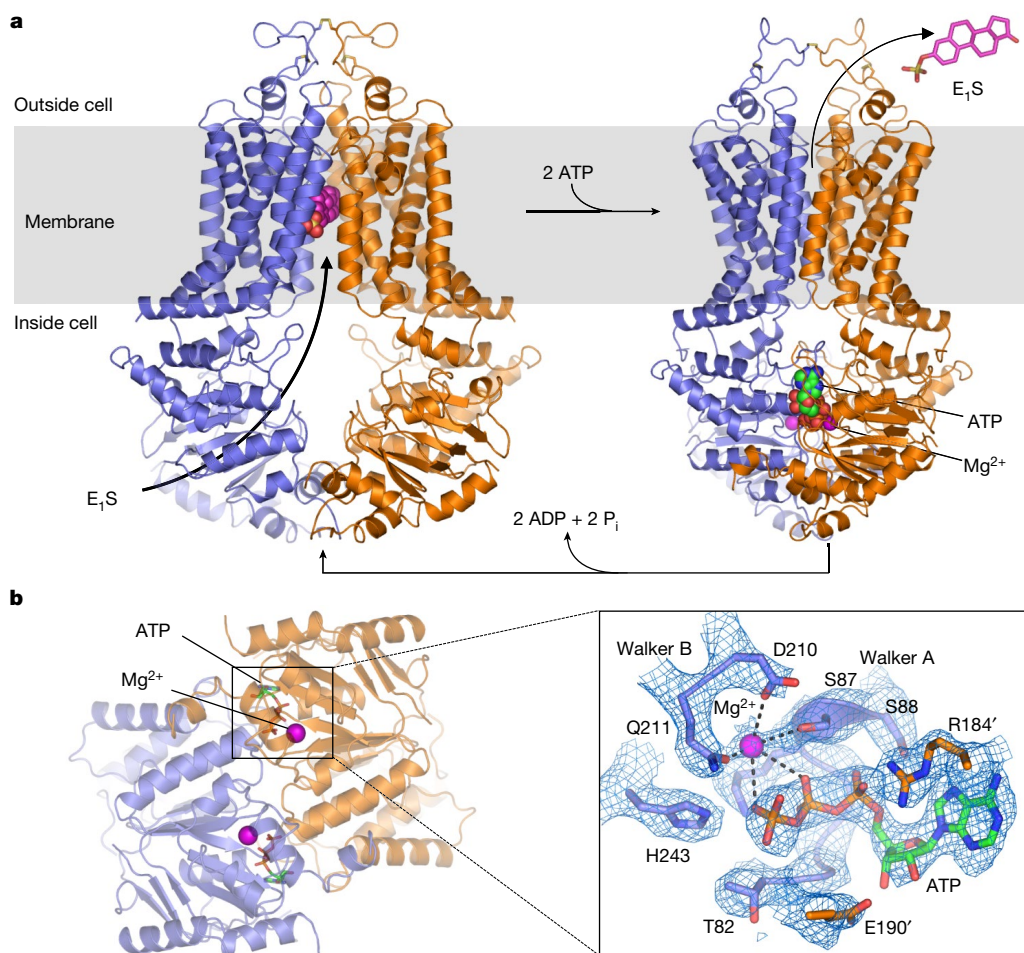 a
E₁S
Outside cell
2 ATP
Membrane
Inside cell
ATP
Mg²⁺
E₁S
2 ADP + 2 Pᵢ
b
ATP
Mg²⁺
Walker B
D210
Walker A
S87
Mg²⁺
S88
Q211
R184′
H243
ATP
T82
E190′